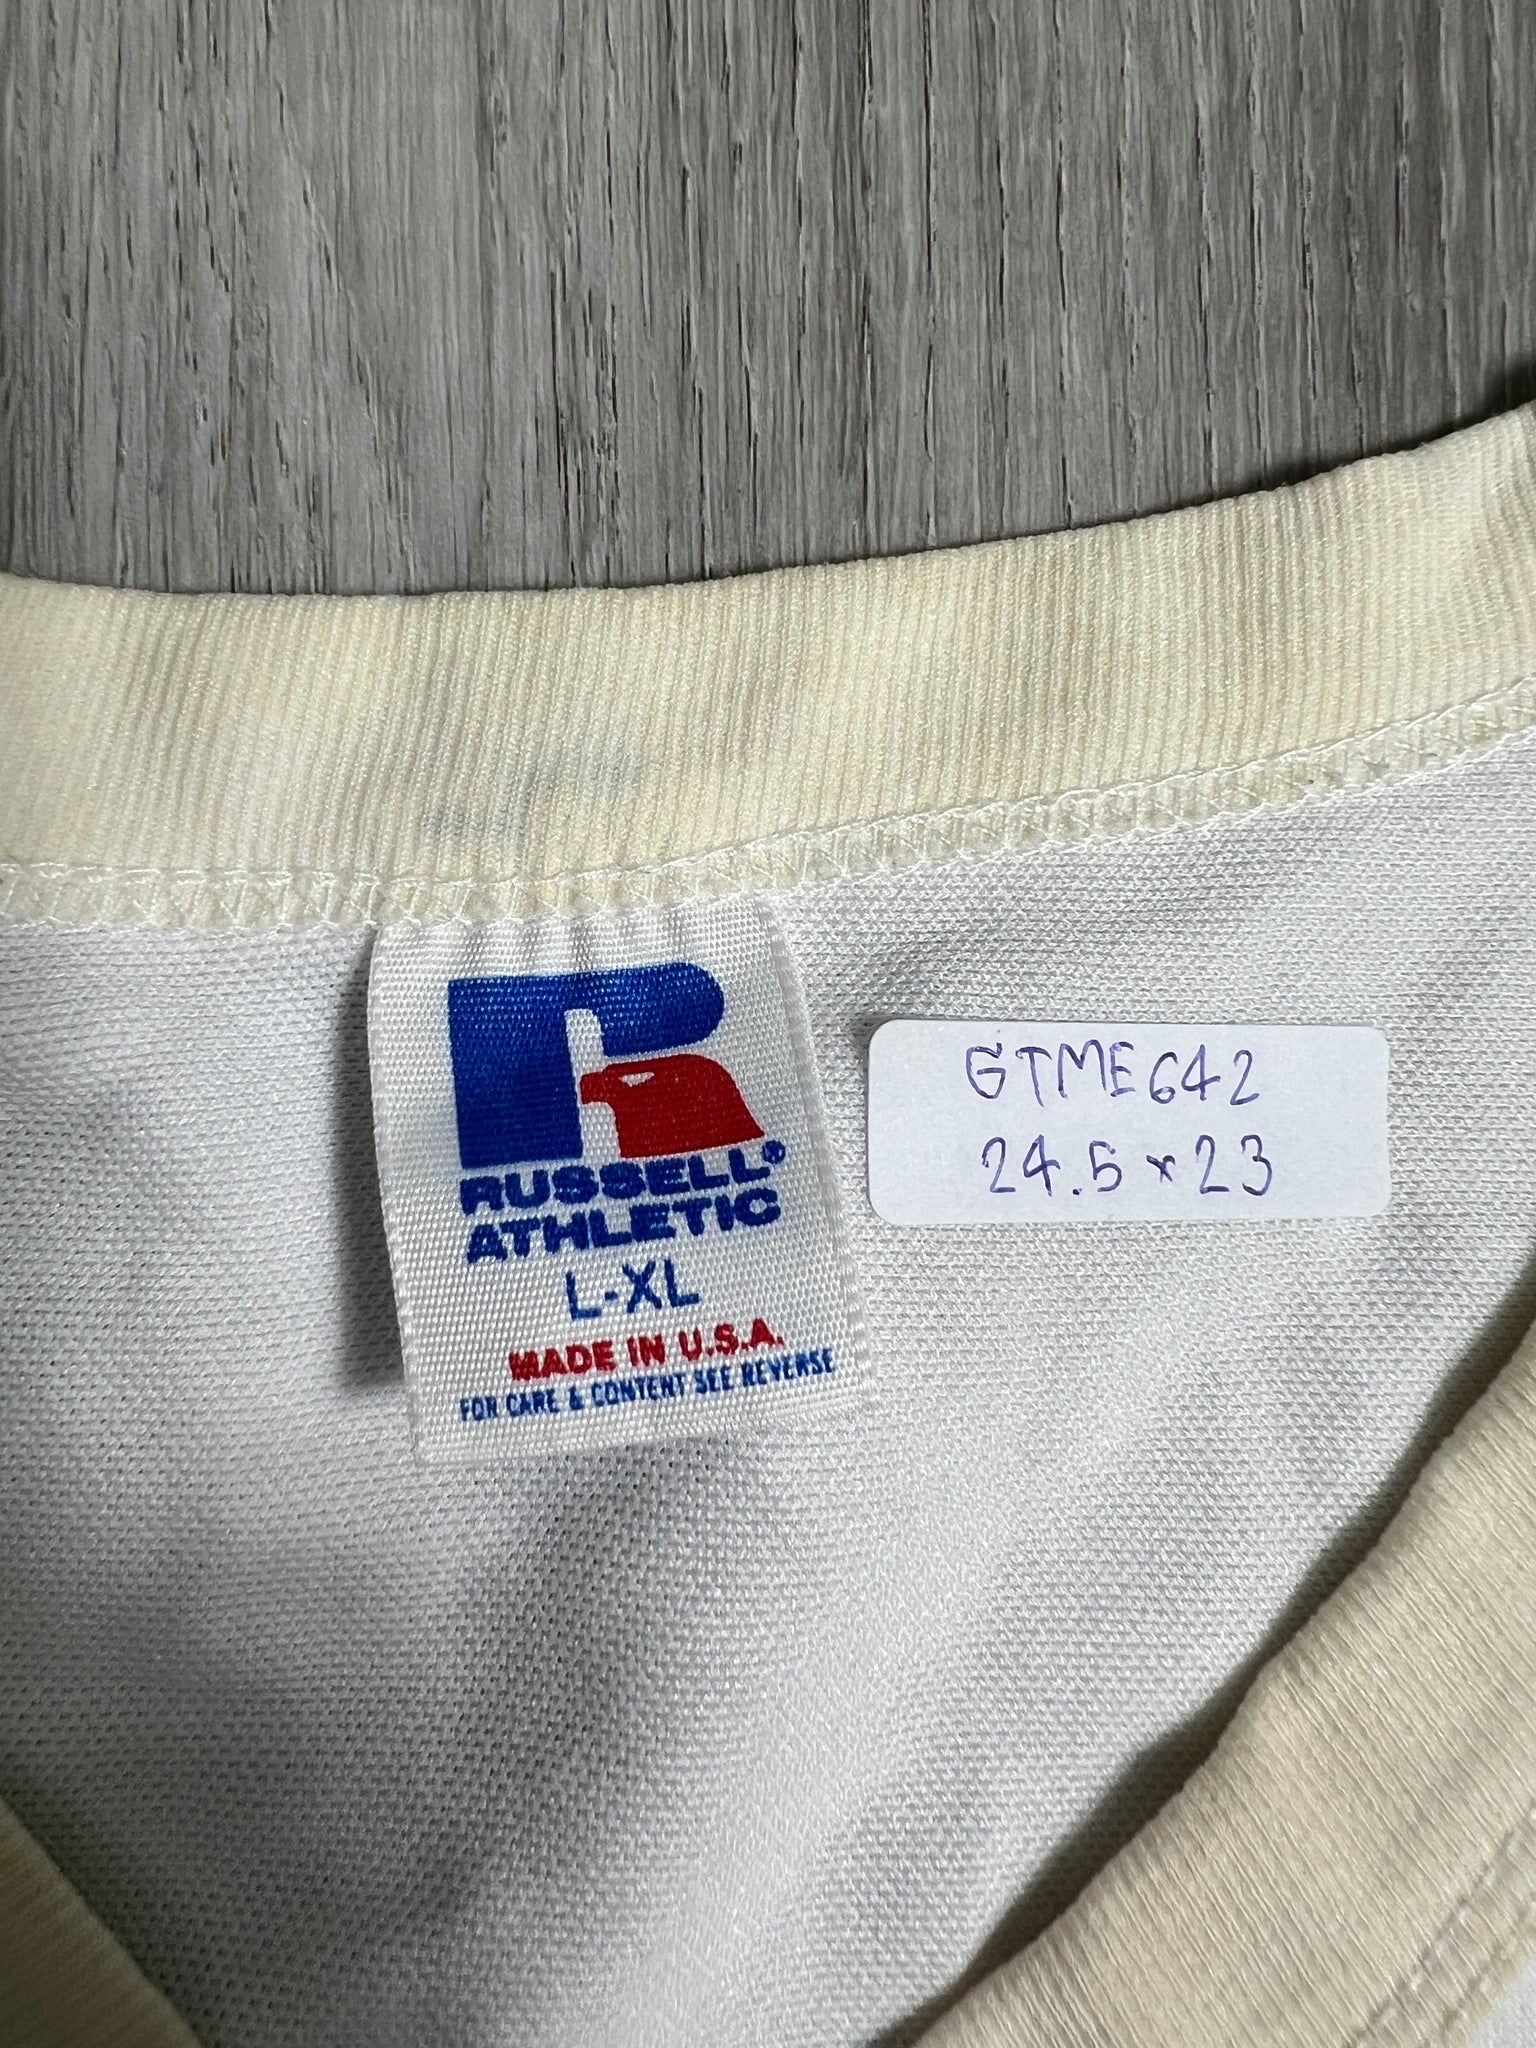 RUSSELL®
ATHLETIC
L-XL
MADE IN U.S.A.
FOR CARE & CONTENT SEE REVERSE
GTME642
24.5 × 23